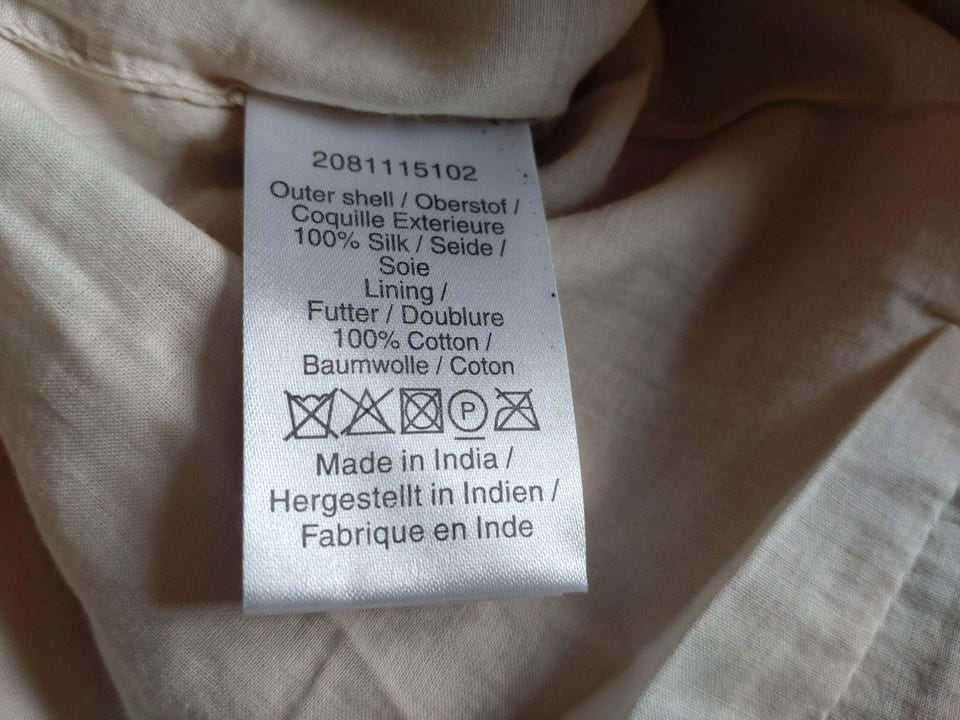 2081115102
Outer shell / Oberstof /
Coquille Exterieure
100% Silk / Seide /
Soie
Lining /
Futter / Doublure
100% Cotton /
Baumwolle / Coton
P
Made in India /
Hergestellt in Indien /
Fabrique en Inde